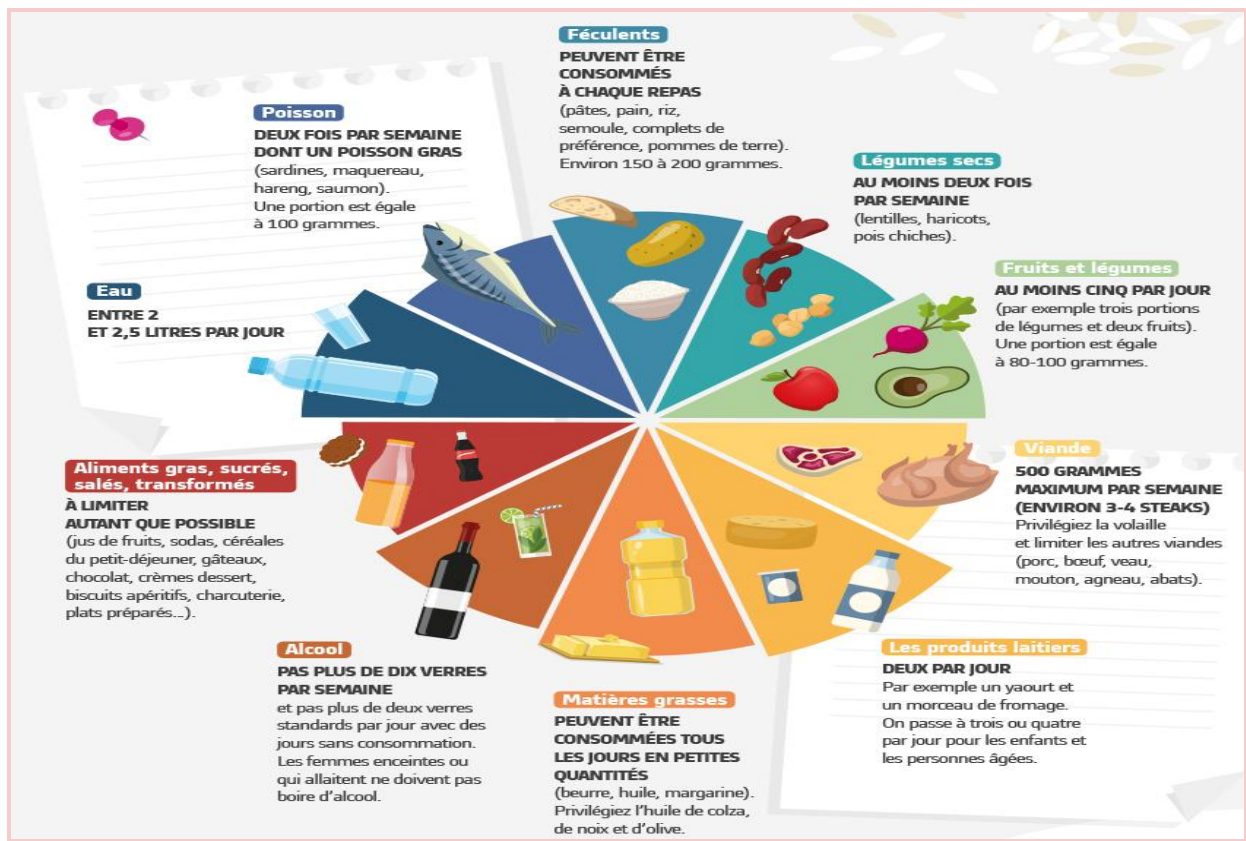 Féculents
PEUVENT ÊTRE
CONSOMMÉS
À CHAQUE REPAS
(pâtes, pain, riz,
semoule, complets de
préférence, pommes de terre).
Environ 150 à 200 grammes.
Poisson
DEUX FOIS PAR SEMAINE
DONT UN POISSON GRAS
(sardines, maquereau,
hareng, saumon).
Une portion est égale
à 100 grammes.
Légumes secs
AU MOINS DEUX FOIS
PAR SEMAINE
(lentilles, haricots,
pois chiches).
Fruits et légumes
AU MOINS CINQ PAR JOUR
(par exemple trois portions
de légumes et deux fruits).
Une portion est égale
à 80-100 grammes.
Eau
ENTRE 2
ET 2,5 LITRES PAR JOUR
Aliments gras, sucrés,
salés, transformés
À LIMITER
AUTANT QUE POSSIBLE
(jus de fruits, sodas, céréales
du petit-déjeuner, gâteaux,
chocolat, crèmes dessert,
biscuits apéritifs, charcuterie,
plats préparés...).
Viande
500 GRAMMES
MAXIMUM PAR SEMAINE
(ENVIRON 3-4 STEAKS)
Privilégiez la volaille
et limiter les autres viandes
(porc, bœuf, veau,
mouton, agneau, abats).
Alcool
PAS PLUS DE DIX VERRES
PAR SEMAINE
et pas plus de deux verres
standards par jour avec des
jours sans consommation.
Les femmes enceintes ou
qui allaitent ne doivent pas
boire d'alcool.
Matières grasses
PEUVENT ÊTRE
CONSOMMÉES TOUS
LES JOURS EN PETITES
QUANTITÉS
(beurre, huile, margarine).
Privilégiez l'huile de colza,
de noix et d'olive.
Les produits laitiers
DEUX PAR JOUR
Par exemple un yaourt et
un morceau de fromage.
On passe à trois ou quatre
par jour pour les enfants et
les personnes âgées.